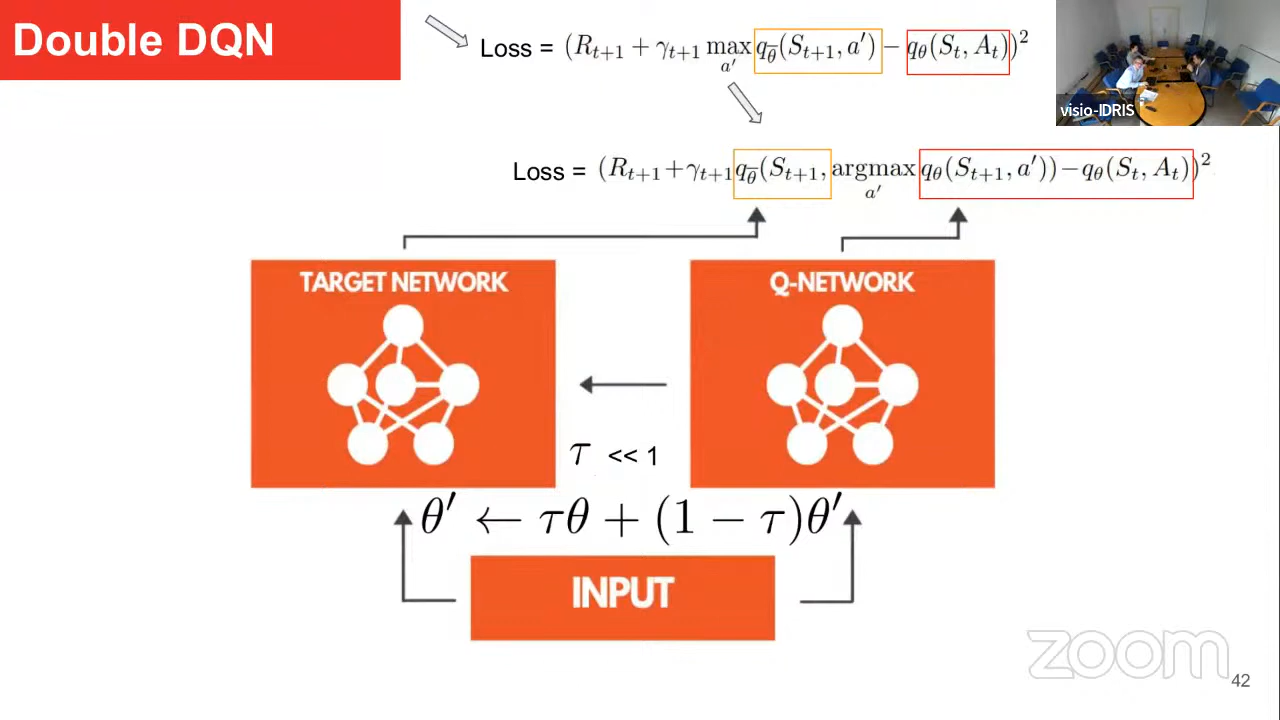 Double DQN
Loss = (R_{t+1} + γ_{t+1} max_{a'} q_{θ̅}(S_{t+1}, a') − q_θ(S_t, A_t))²
visio-IDRIS
Loss = (R_{t+1}+γ_{t+1}q_{θ̅}(S_{t+1}, argmax_{a'} q_θ(S_{t+1}, a'))−q_θ(S_t, A_t))²
TARGET NETWORK
Q-NETWORK
τ << 1
θ' ← τθ + (1 − τ)θ'
INPUT
zoom
42